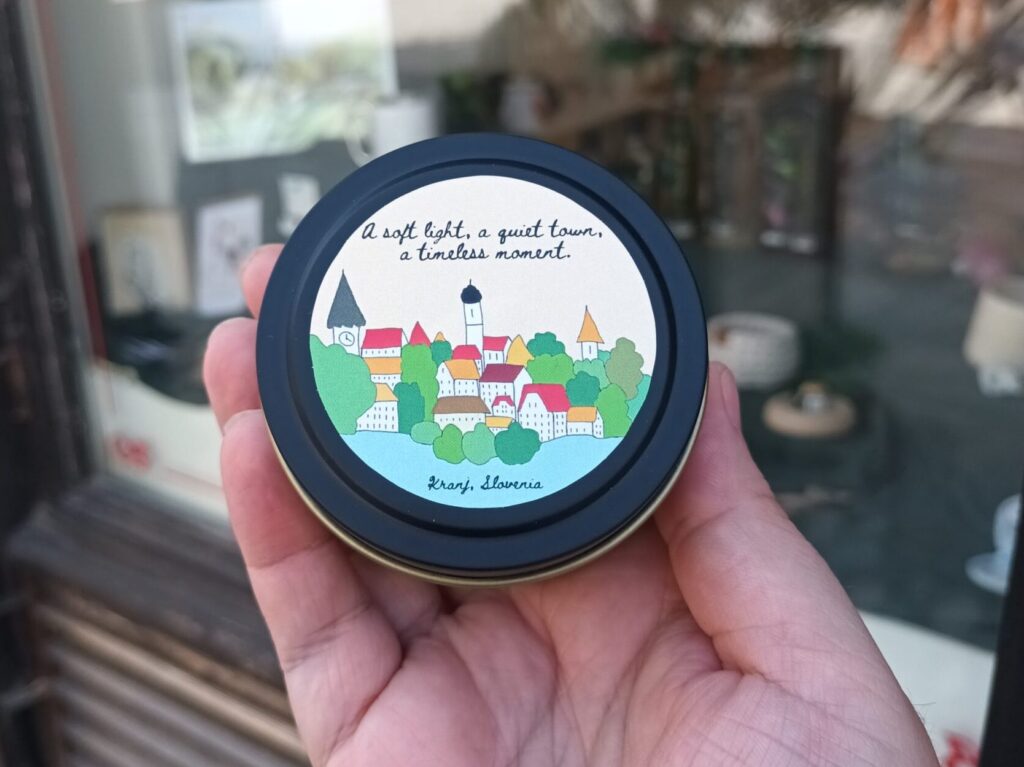 A soft light, a quiet town,
a timeless moment.
Kranj, Slovenia